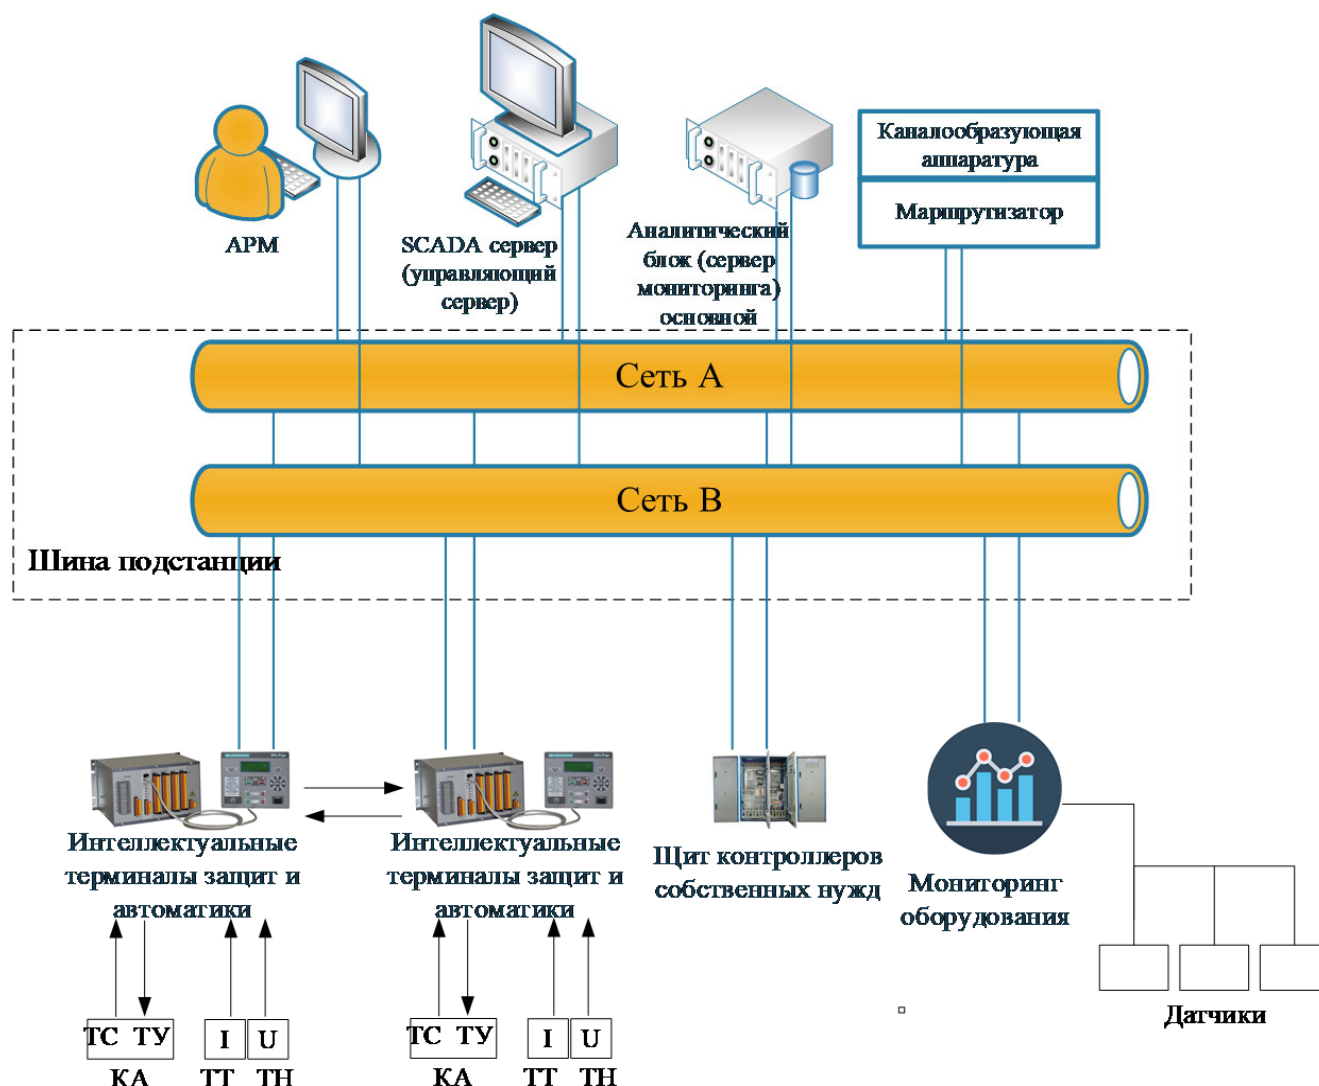 Каналообразующая
аппаратура
Маршрутизатор
АРМ
SCADA сервер
(управляющий
сервер)
Аналитический
блок (сервер
мониторинга)
основной
Сеть А
Сеть В
Шина подстанции
Интеллектуальные
терминалы защит и
автоматики
Интеллектуальные
терминалы защит и
автоматики
Щит контроллеров
собственных нужд
Мониторинг
оборудования
Датчики
ТС ТУ
I
U
КА
ТТ
ТН
ТС ТУ
I
U
КА
ТТ
ТН